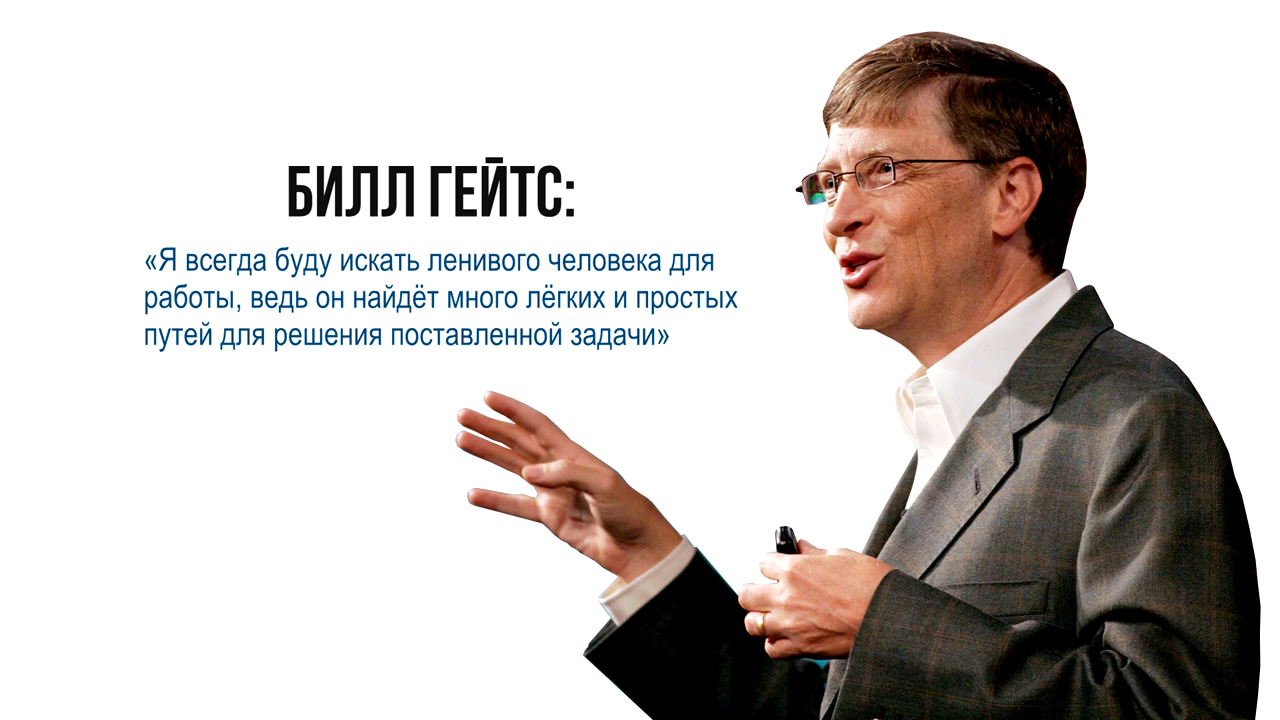 БИЛЛ ГЕЙТС:
«Я всегда буду искать ленивого человека для
работы, ведь он найдёт много лёгких и простых
путей для решения поставленной задачи»